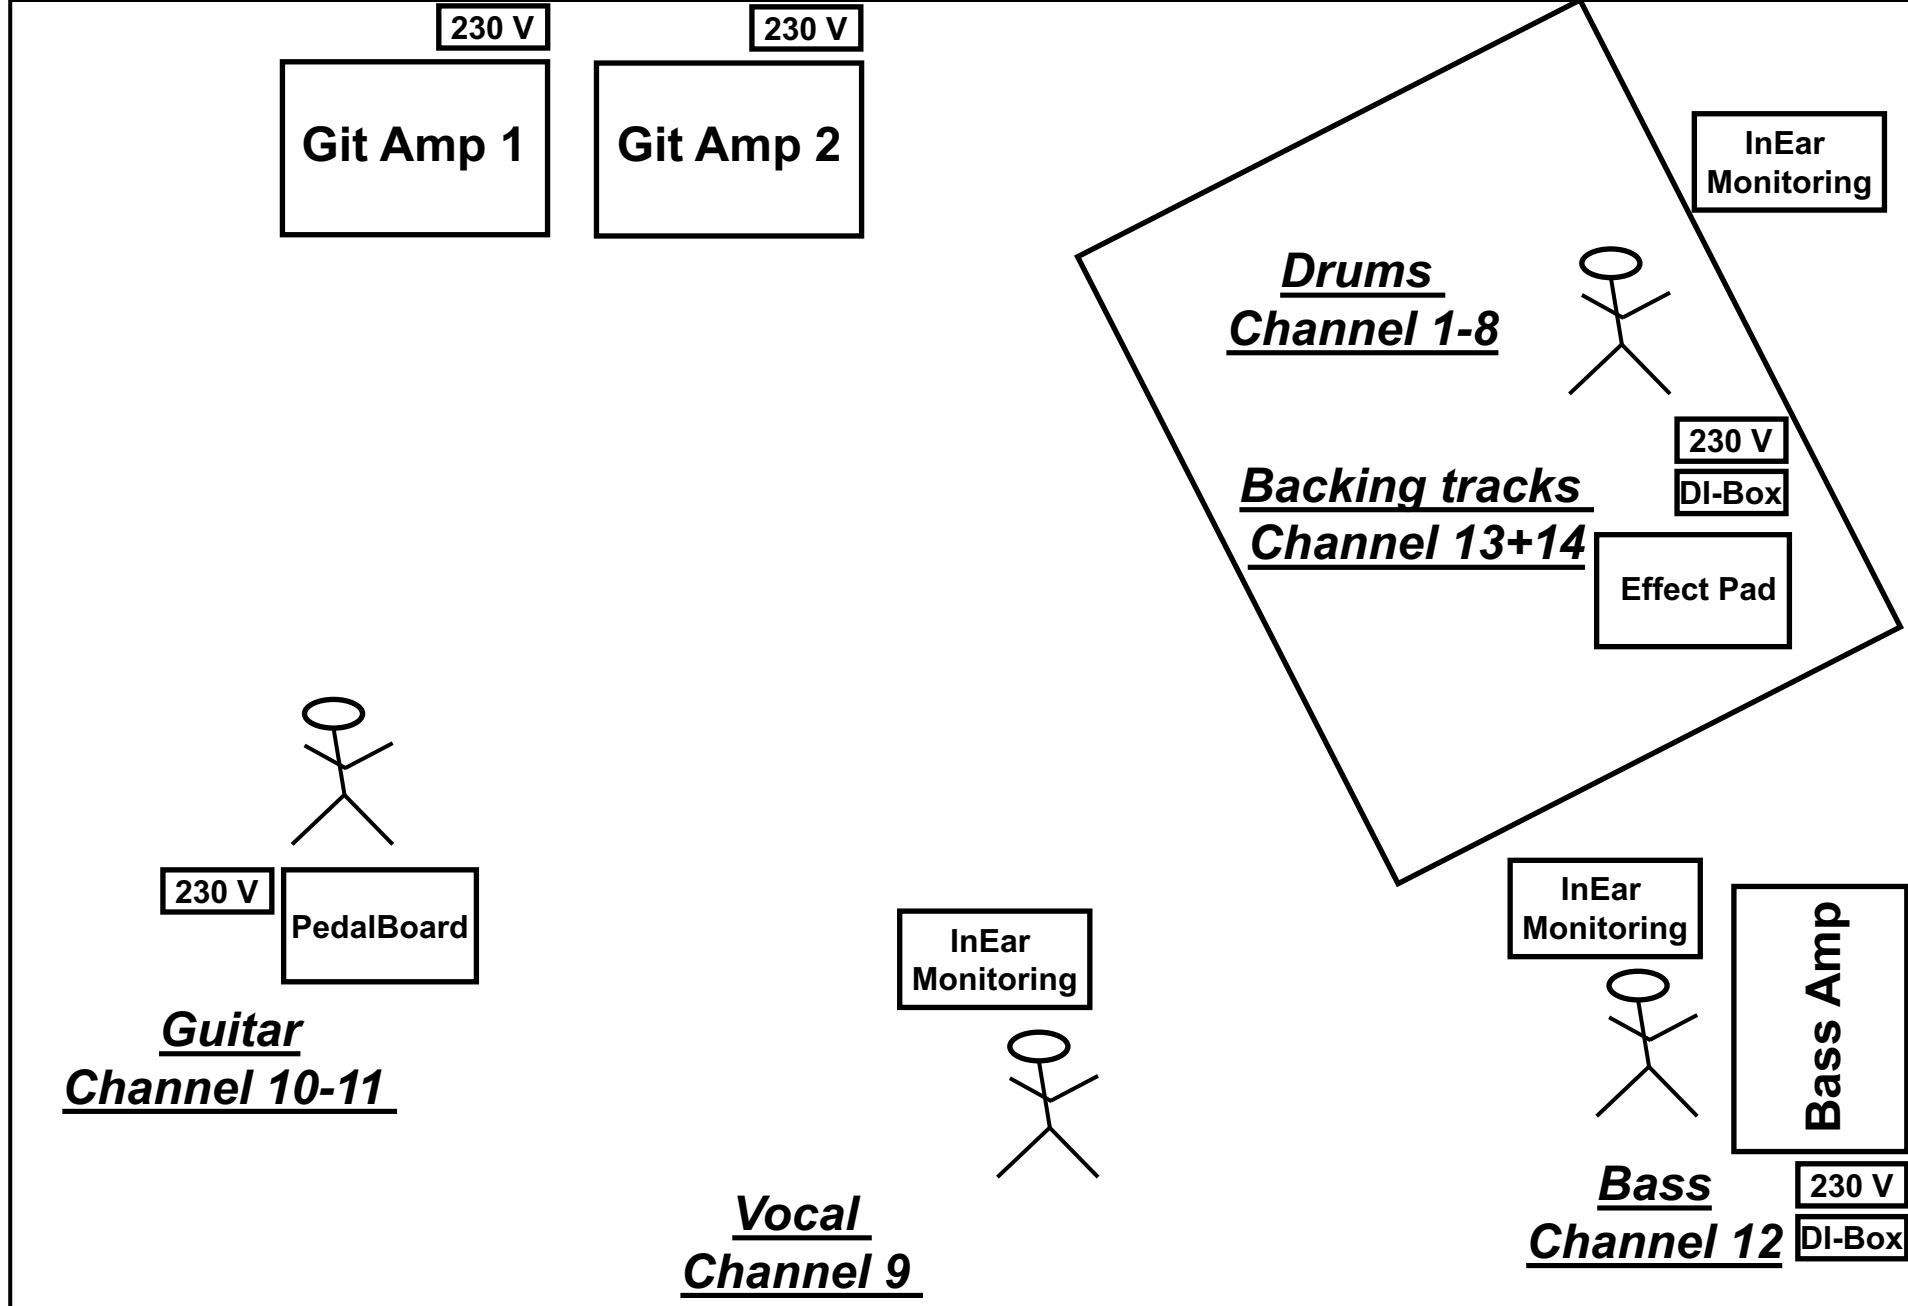 230 V
230 V
Git Amp 1
Git Amp 2
InEar
Monitoring
Drums
Channel 1-8
230 V
DI-Box
Backing tracks
Channel 13+14
Effect Pad
230 V
PedalBoard
Guitar
Channel 10-11
InEar
Monitoring
Vocal
Channel 9
InEar
Monitoring
Bass Amp
Bass
Channel 12
230 V
DI-Box